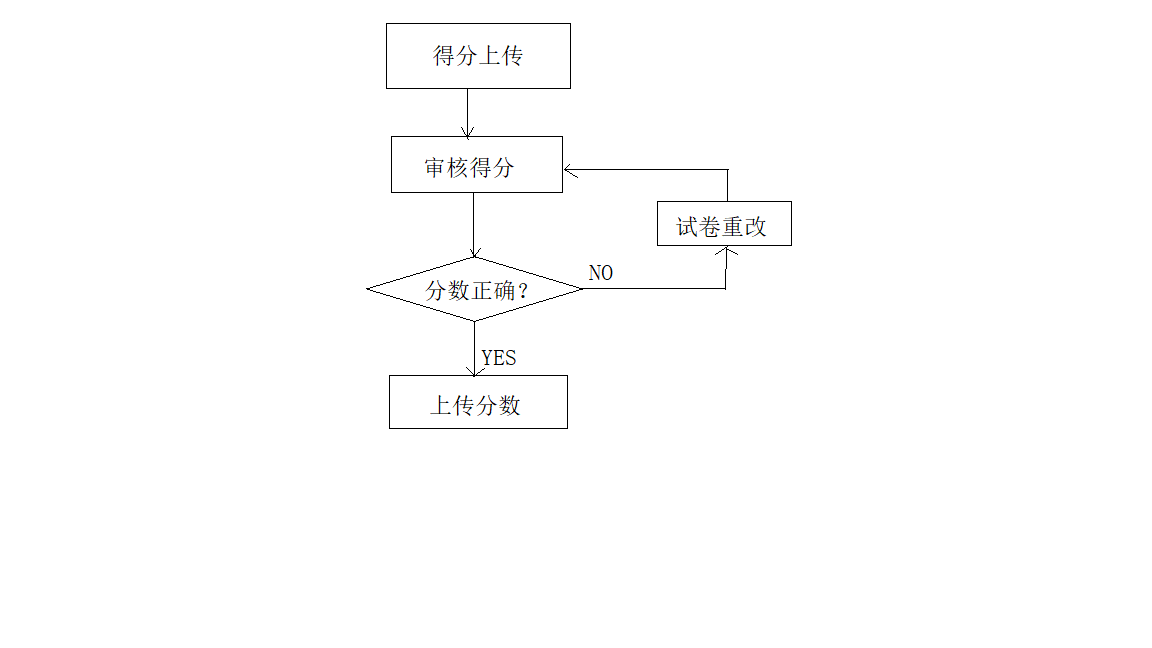 得分上传
审核得分
试卷重改
NO
分数正确?
YES
上传分数